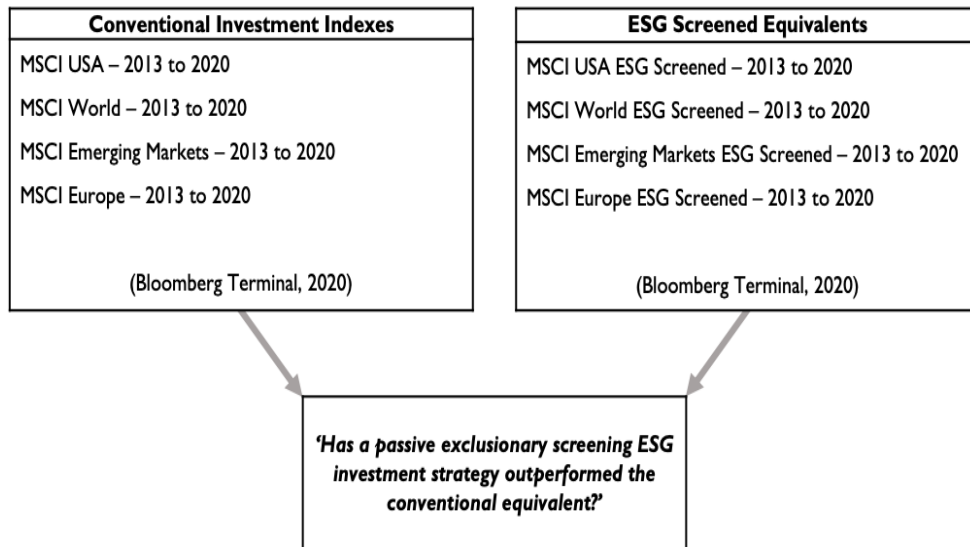 Conventional Investment Indexes
MSCI USA – 2013 to 2020
MSCI World – 2013 to 2020
MSCI Emerging Markets – 2013 to 2020
MSCI Europe – 2013 to 2020
(Bloomberg Terminal, 2020)
ESG Screened Equivalents
MSCI USA ESG Screened – 2013 to 2020
MSCI World ESG Screened – 2013 to 2020
MSCI Emerging Markets ESG Screened – 2013 to 2020
MSCI Europe ESG Screened – 2013 to 2020
(Bloomberg Terminal, 2020)
‘Has a passive exclusionary screening ESG
investment strategy outperformed the
conventional equivalent?’